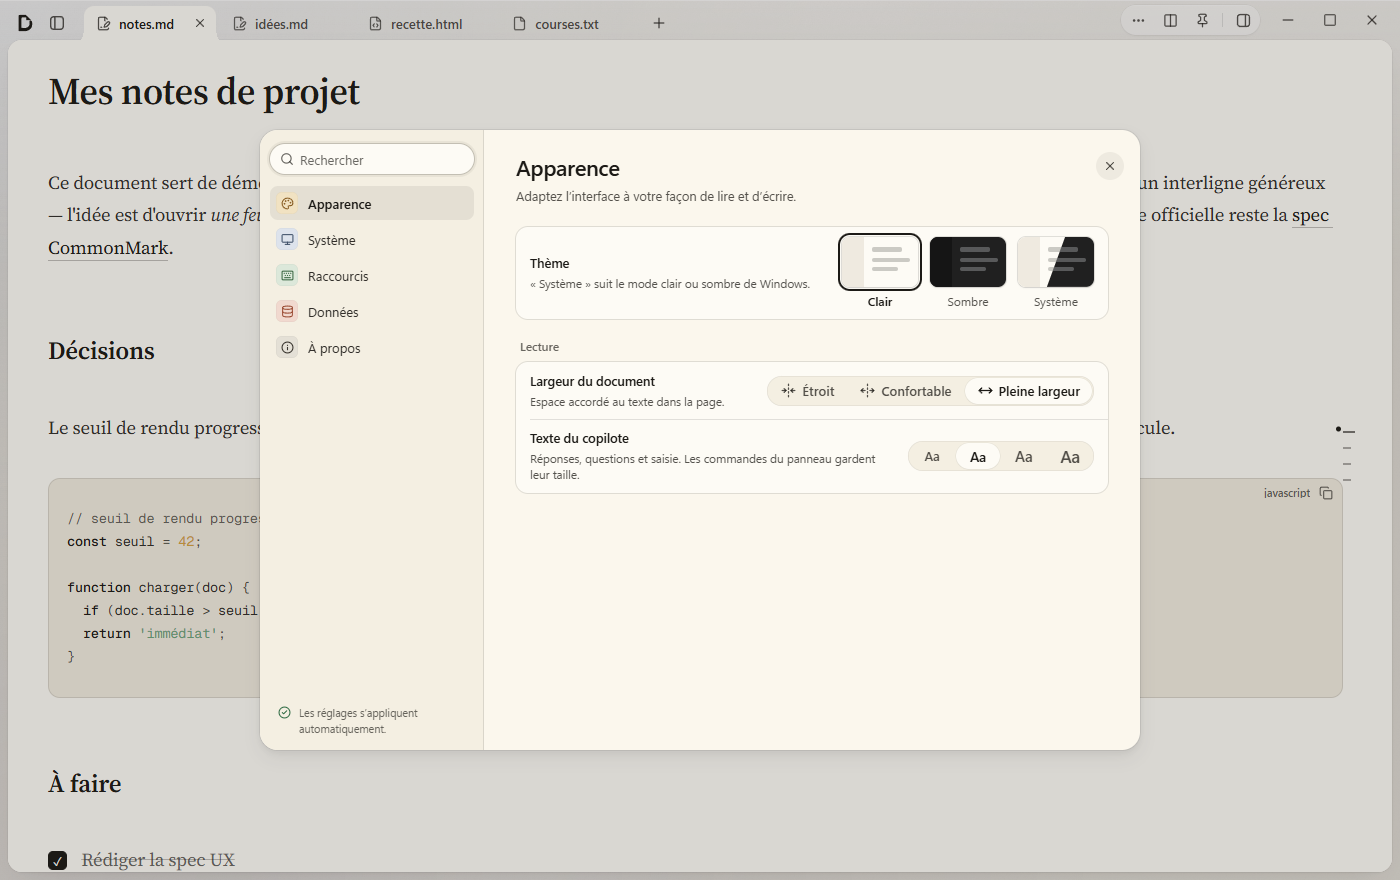 notes.md
idées.md
recette.html
courses.txt
Mes notes de projet
Ce document sert de
un interligne généreux
— l'idée est d'ouvrir une
officielle reste la spec
CommonMark.
Décisions
Le seuil de rendu
javascript
// seuil de rendu
const seuil = 42;
function charger(doc) {
if (doc.taille > seuil
return 'immédiat';
}
À faire
Rédiger la spec UX
Rechercher
Apparence
Système
Raccourcis
Données
À propos
Les réglages s'appliquent
automatiquement.
Apparence
Adaptez l'interface à votre façon de lire et d'écrire.
Thème
« Système » suit le mode clair ou sombre de Windows.
Clair
Sombre
Système
Lecture
Largeur du document
Espace accordé au texte dans la page.
Étroit
Confortable
Pleine largeur
Texte du copilote
Réponses, questions et saisie. Les commandes du panneau gardent
leur taille.
Aa
Aa
Aa
Aa